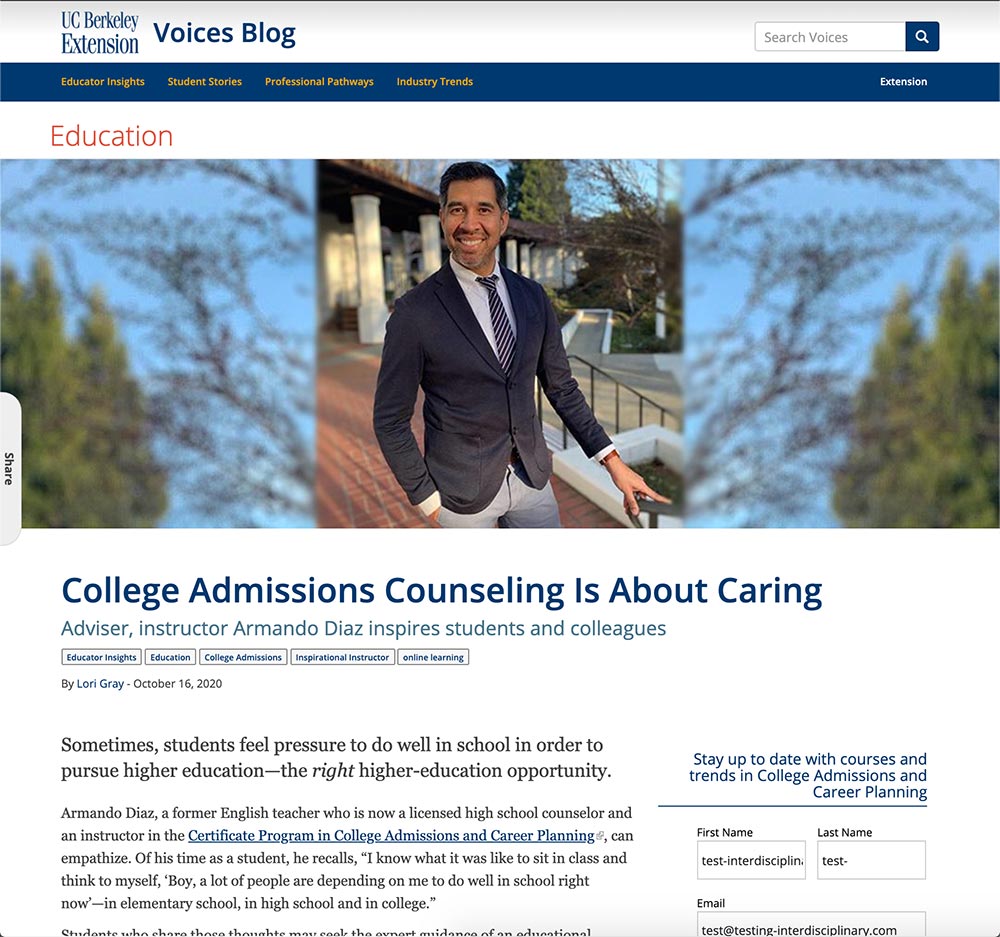 UC Berkeley
Extension
Voices Blog
Search Voices
Educator Insights
Student Stories
Professional Pathways
Industry Trends
Extension
Education
Share
College Admissions Counseling Is About Caring
Adviser, instructor Armando Diaz inspires students and colleagues
Educator Insights
Education
College Admissions
Inspirational Instructor
online learning
By Lori Gray - October 16, 2020
Sometimes, students feel pressure to do well in school in order to
pursue higher education—the right higher-education opportunity.
Armando Diaz, a former English teacher who is now a licensed high school counselor and
an instructor in the Certificate Program in College Admissions and Career Planning, can
empathize. Of his time as a student, he recalls, “I know what it was like to sit in class and
think to myself, ‘Boy, a lot of people are depending on me to do well in school right
now’—in elementary school, in high school and in college.”
Students who share those thoughts may seek the expert guidance of an educational
Stay up to date with courses and
trends in College Admissions and
Career Planning
First Name
Last Name
test-interdisciplin
test-
Email
test@testing-interdisciplinary.com